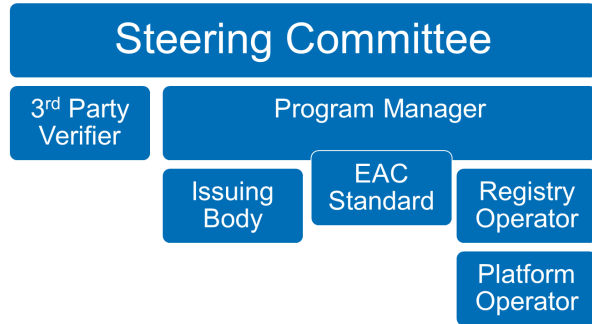 Steering Committee
3rd Party
Verifier
Program Manager
Issuing
Body
EAC
Standard
Registry
Operator
Platform
Operator